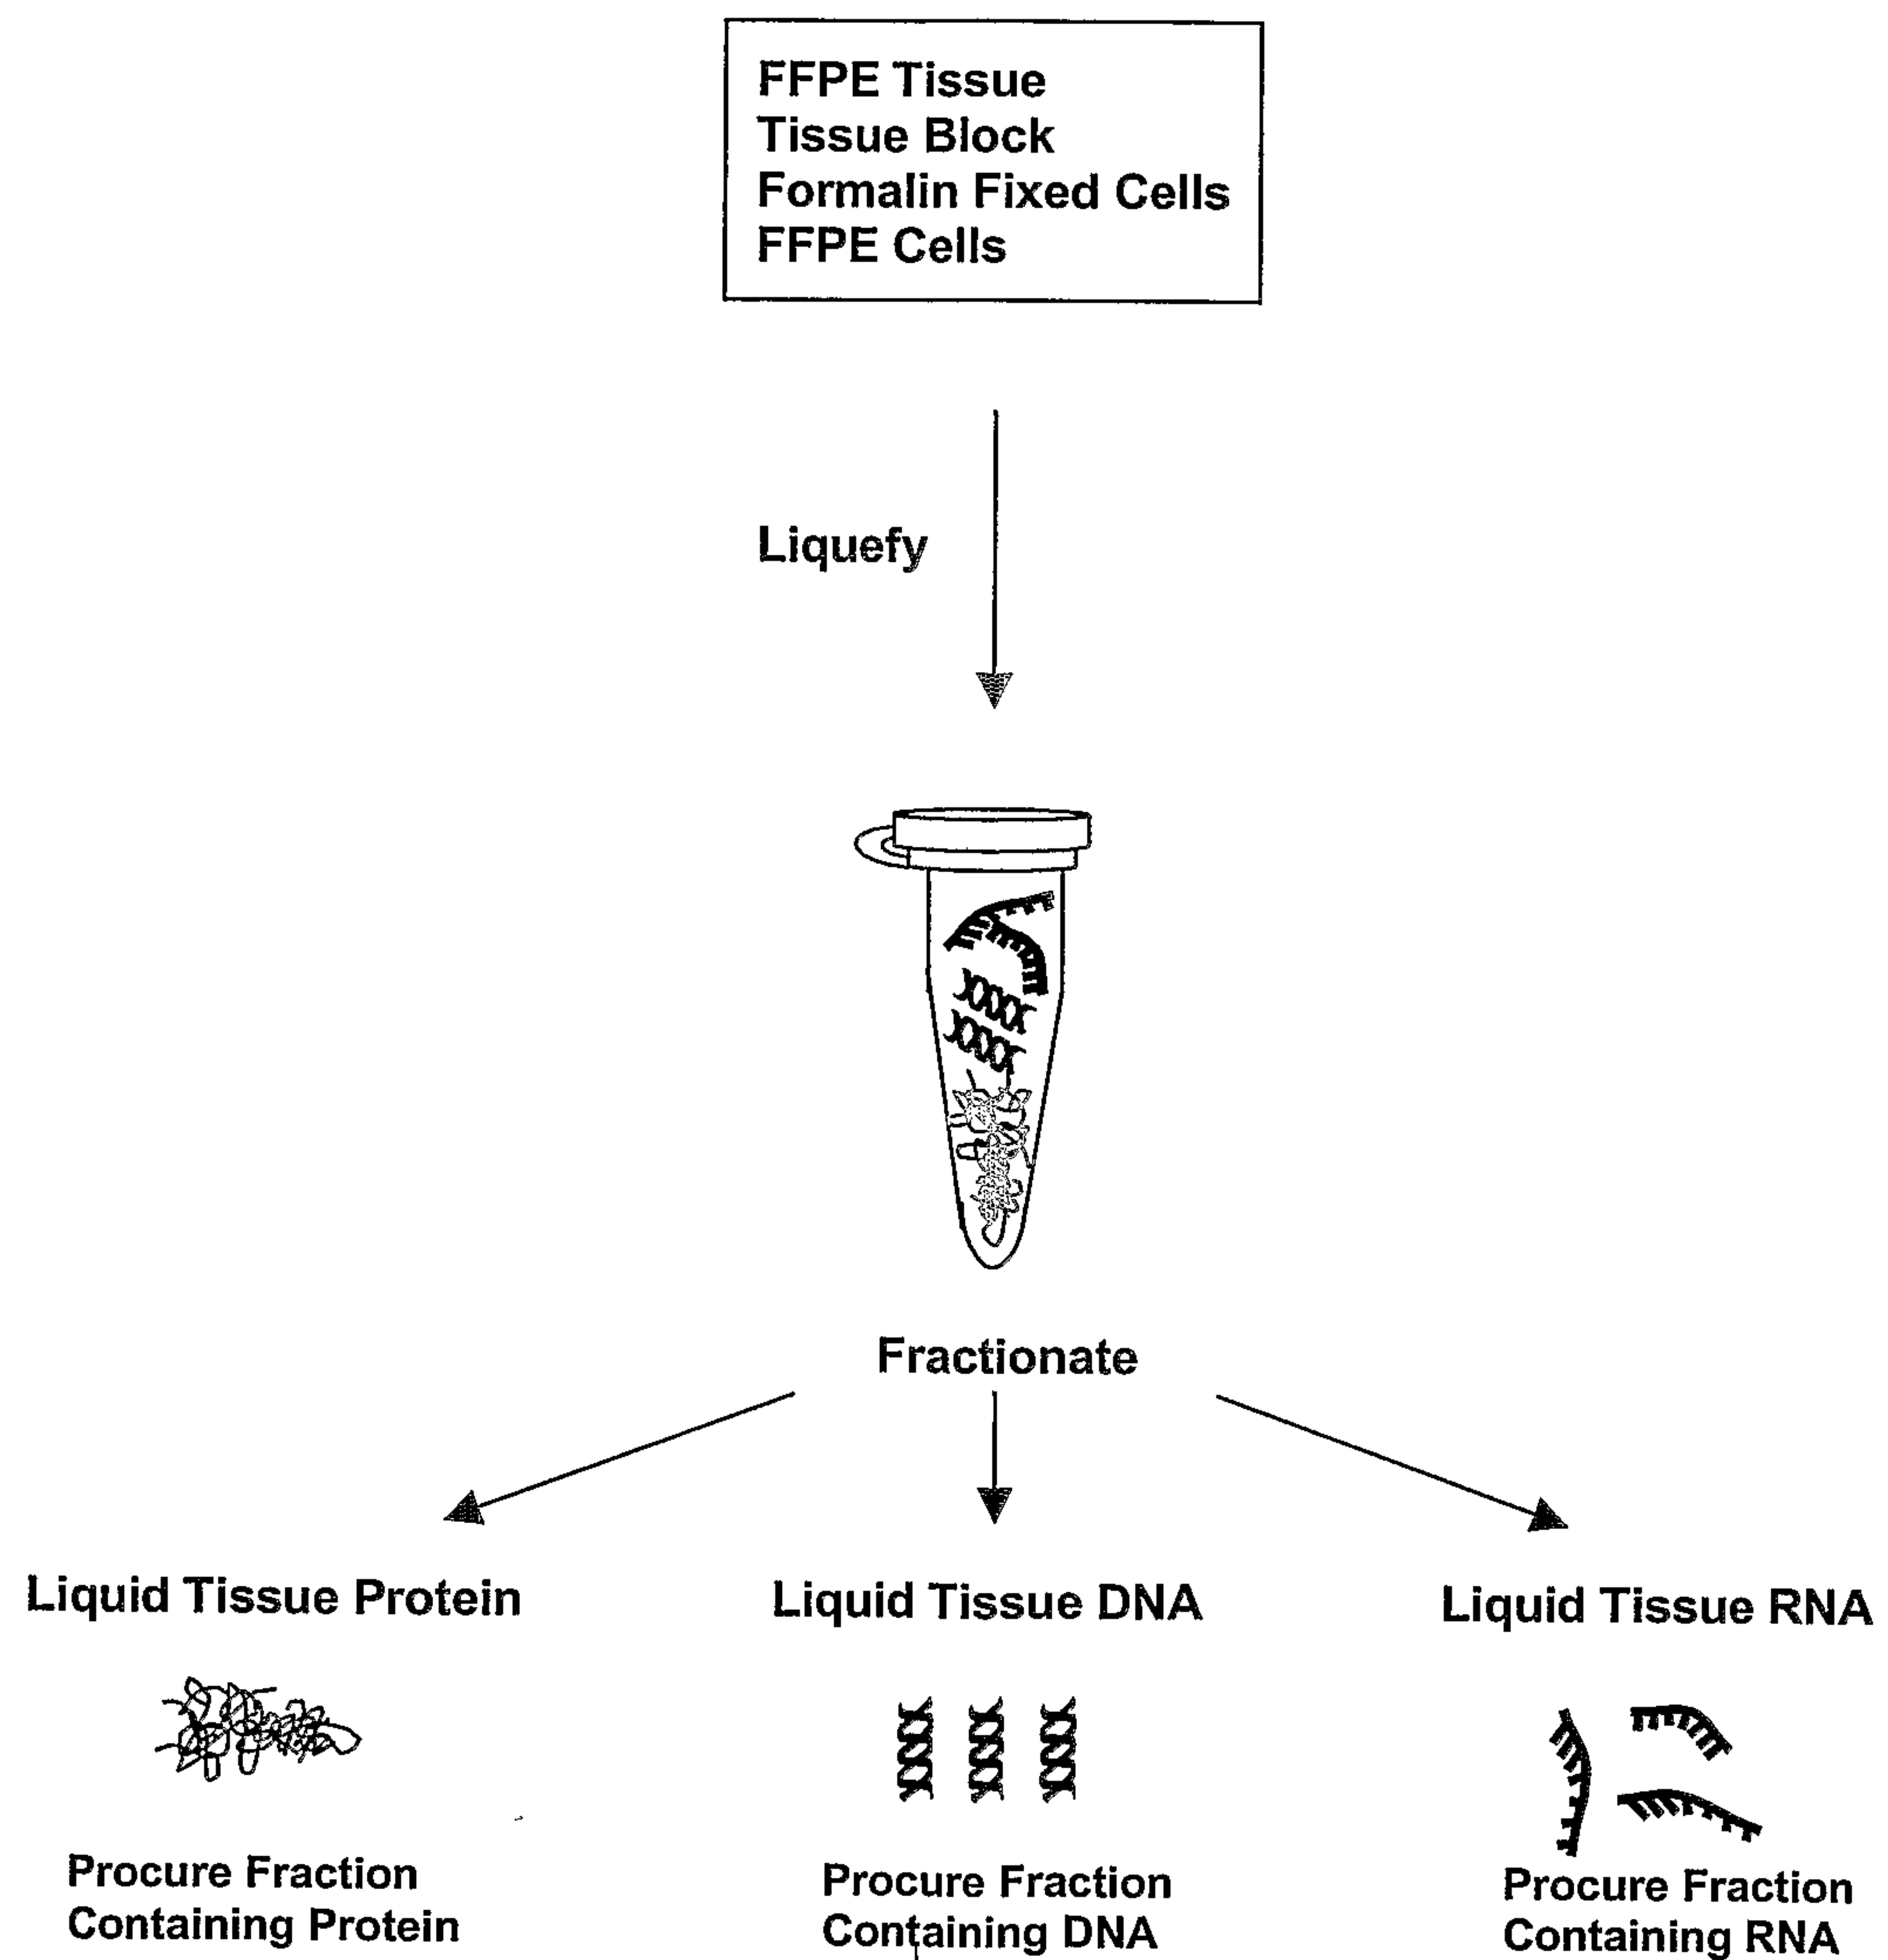 FFPE Tissue
Tissue Block
Formalin Fixed Cells
FFPE Cells
Liquefy
Fractionate
Liquid Tissue Protein
Liquid Tissue DNA
Liquid Tissue RNA
Procure Fraction
Containing Protein
Procure Fraction
Containing DNA
Procure Fraction
Containing RNA